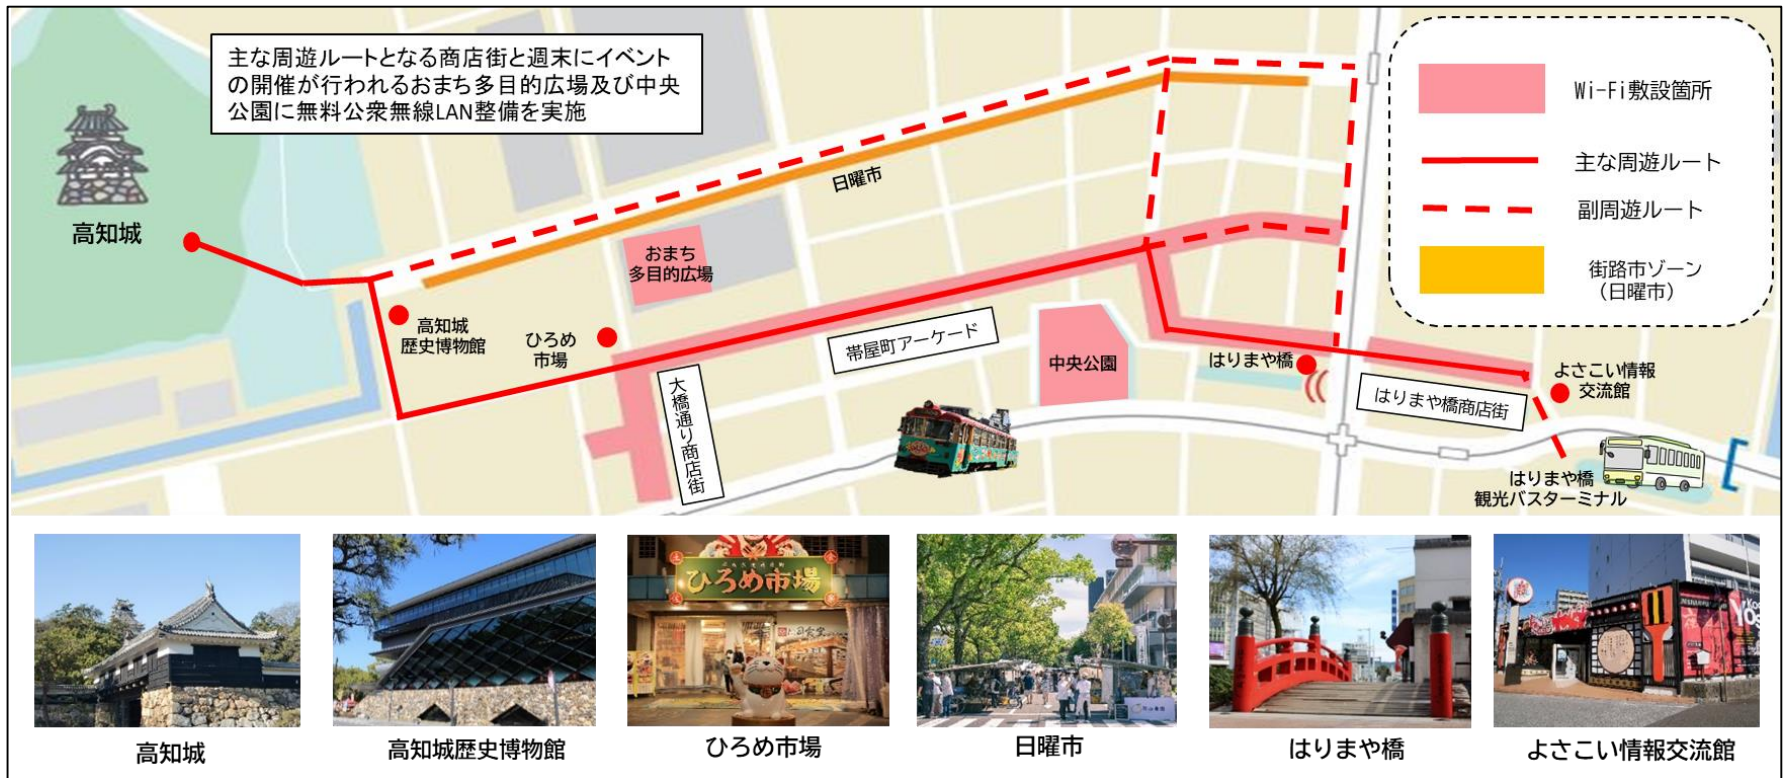 主な周遊ルートとなる商店街と週末にイベント
の開催が行われるおまち多目的広場及び中央
公園に無料公衆無線LAN整備を実施
高知城
高知城
歴史博物館
ひろめ
市場
おまち
多目的広場
日曜市
大橋通り商店街
帯屋町アーケード
中央公園
はりまや橋
はりまや橋商店街
よさこい情報
交流館
はりまや橋
観光バスターミナル
Wi-Fi敷設箇所
主な周遊ルート
副周遊ルート
街路市ゾーン
(日曜市)
ひろめ市場
高知城
高知城歴史博物館
ひろめ市場
日曜市
はりまや橋
よさこい情報交流館